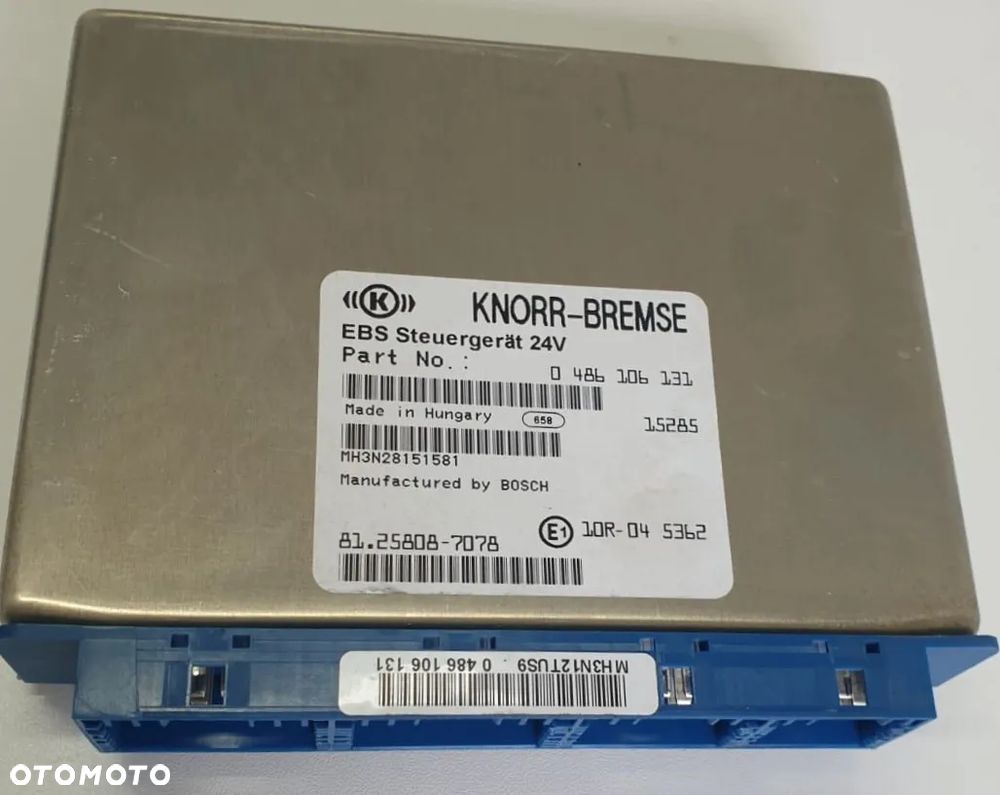 K KNORR-BREMSE
EBS Steuergerät 24V
Part No.:
0 486 106 131
Made in Hungary 658 15285
MH3N28151581
Manufactured by BOSCH
E1 10R-04 5362
81.25808-7078
MH3N12TUS9. 0 486 106 131
OTOMOTO